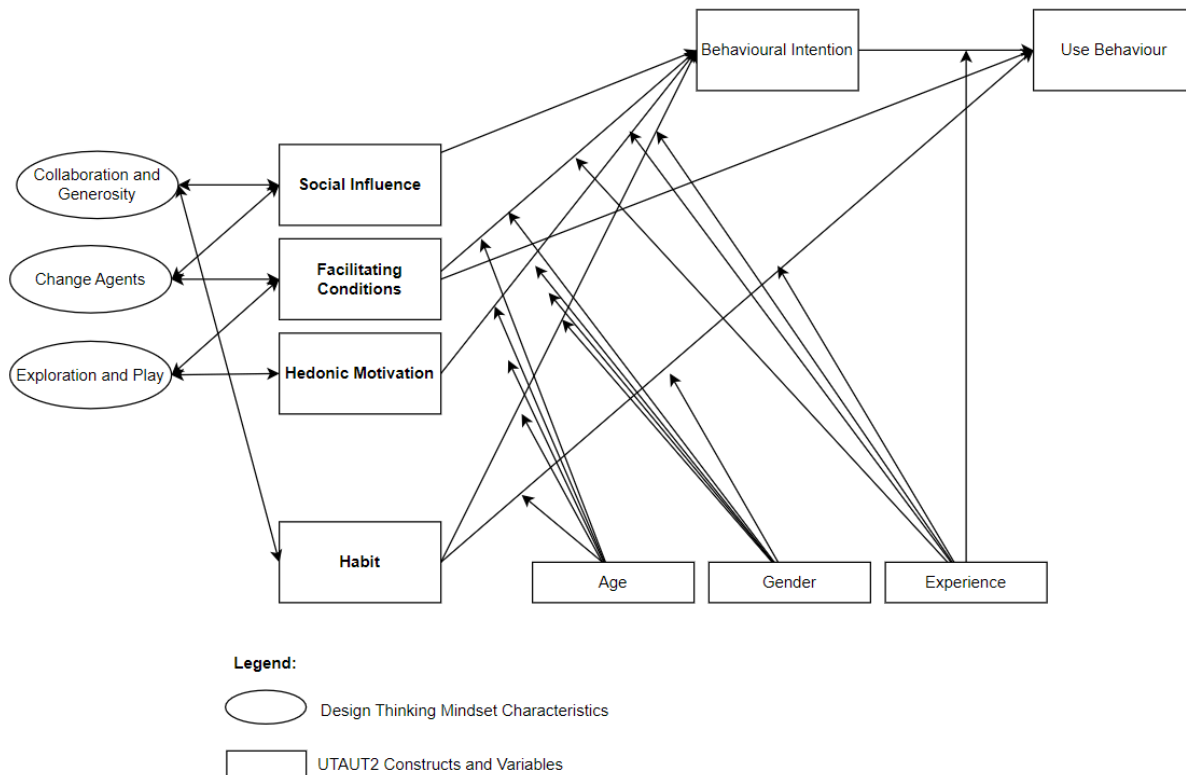 Behavioural Intention
Use Behaviour
Collaboration and
Generosity
Social Influence
Change Agents
Facilitating
Conditions
Exploration and Play
Hedonic Motivation
Habit
Age
Gender
Experience
Legend:
Design Thinking Mindset Characteristics
UTAUT2 Constructs and Variables